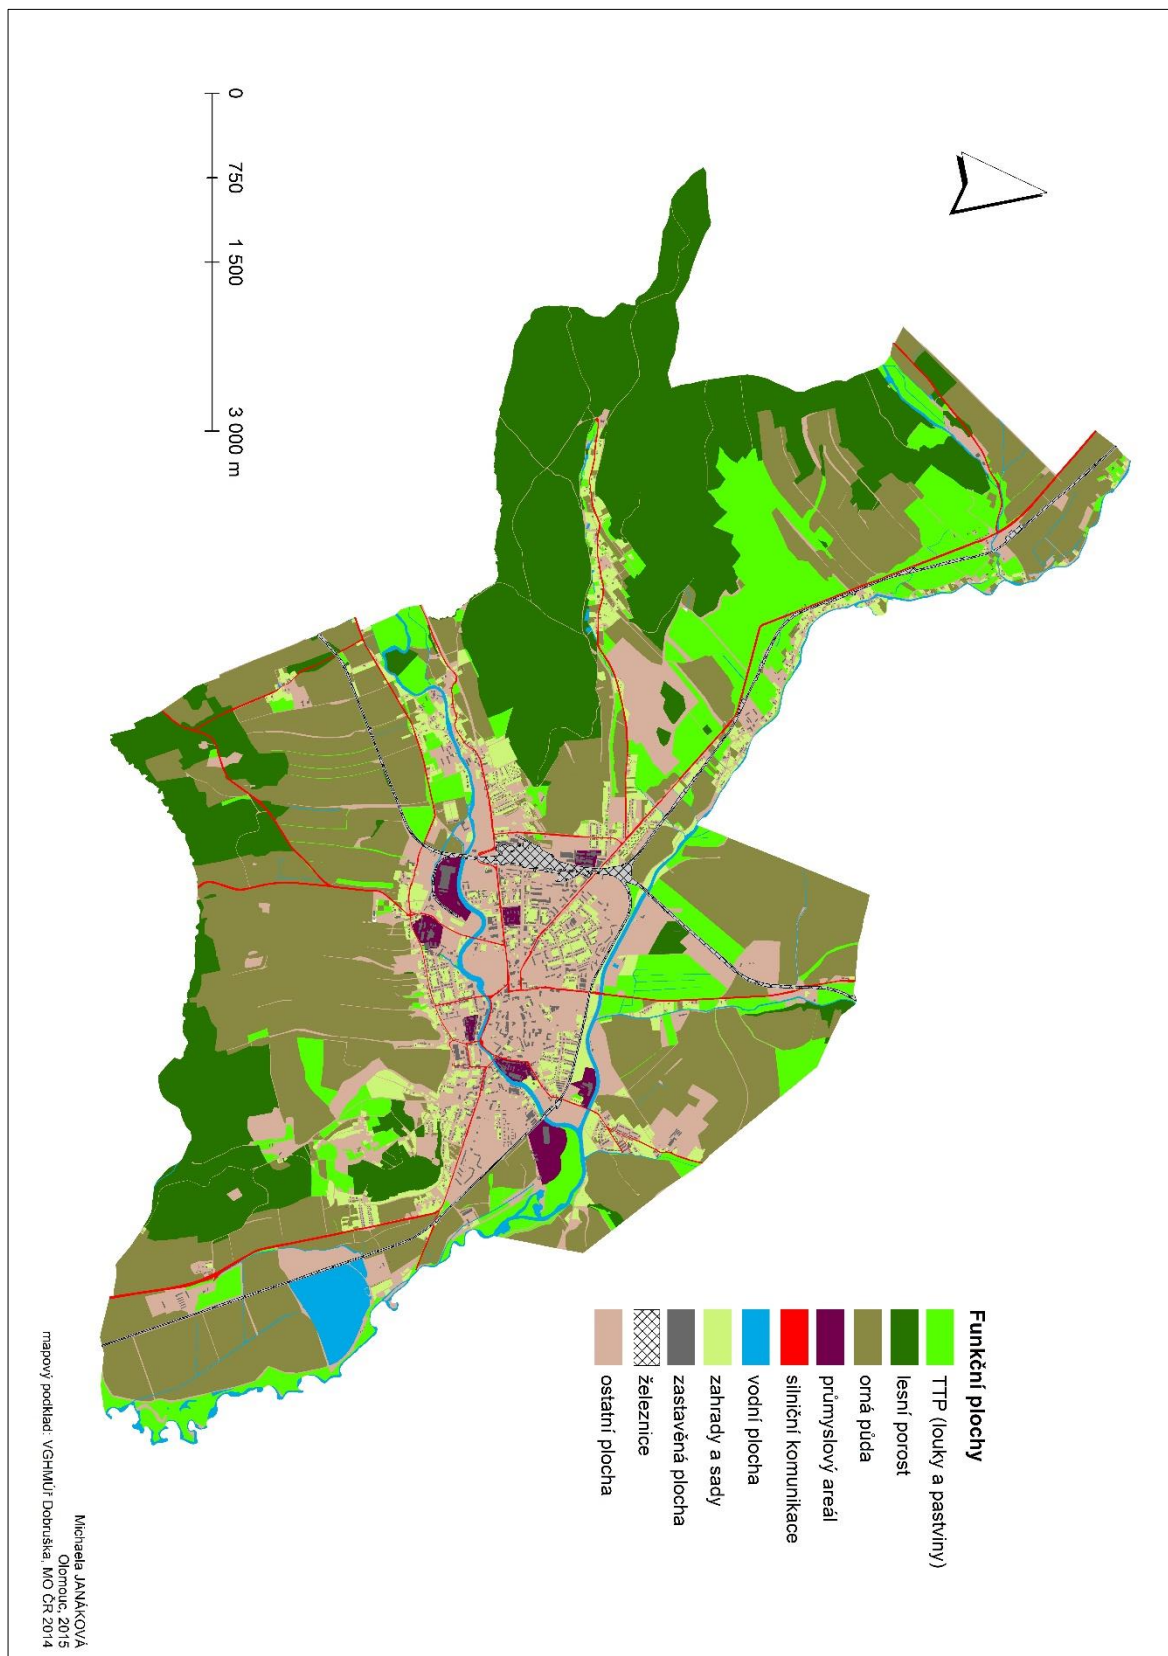 0
750
1 500
3 000 m
Funkční plochy
TTP (louky a pastviny)
lesní porost
orná půda
průmyslový areál
silniční komunikace
vodní plocha
zahrady a sady
zastavěná plocha
železnice
ostatní plocha
Michaela JANÁKOVÁ
Olomouc, 2015
mapový podklad: VGHMÚř Dobruška, MO ČR 2014